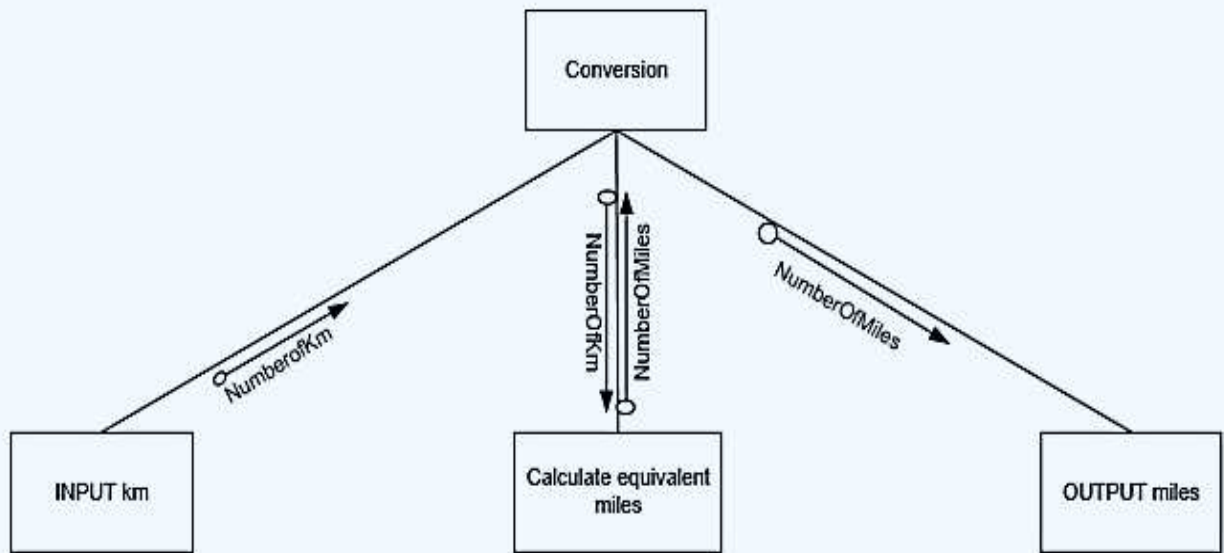 Conversion
NumberofKm
NumberOfKm
NumberOfMiles
NumberOfMiles
INPUT km
Calculate equivalent
miles
OUTPUT miles